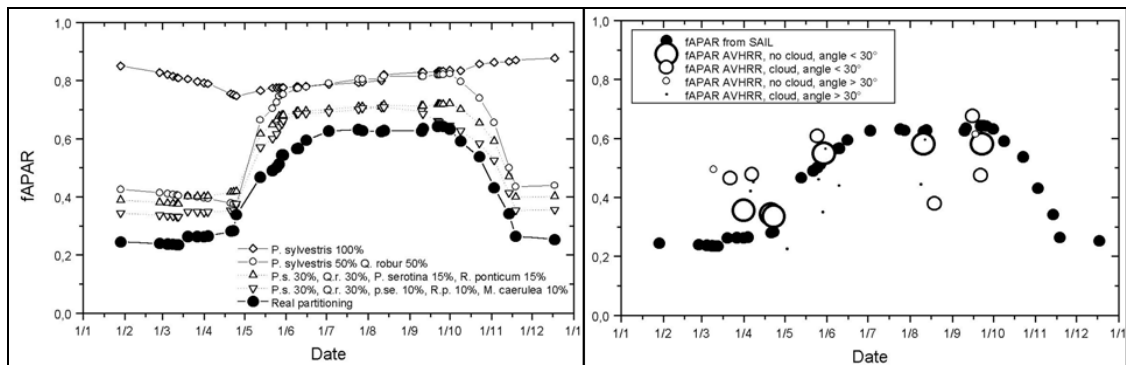 1,0
0,8
0,6
0,4
0,2
0,0
fAPAR
P. sylvestris 100%
P. sylvestris 50% Q. robur 50%
P.s. 30%, Q.r. 30%, P. serotina 15%, R. ponticum 15%
P.s. 30%, Q.r. 30%, p.se. 10%, R.p. 10%, M. caerulea 10%
Real partitioning
1/1 1/2 1/3 1/4 1/5 1/6 1/7 1/8 1/9 1/10 1/11 1/12 1/1
Date
1,0
0,8
0,6
0,4
0,2
0,0
fAPAR from SAIL
fAPAR AVHRR, no cloud, angle < 30°
fAPAR AVHRR, cloud, angle < 30°
fAPAR AVHRR, no cloud, angle > 30°
fAPAR AVHRR, cloud, angle > 30°
1/1 1/2 1/3 1/4 1/5 1/6 1/7 1/8 1/9 1/10 1/11 1/12 1/1
Date